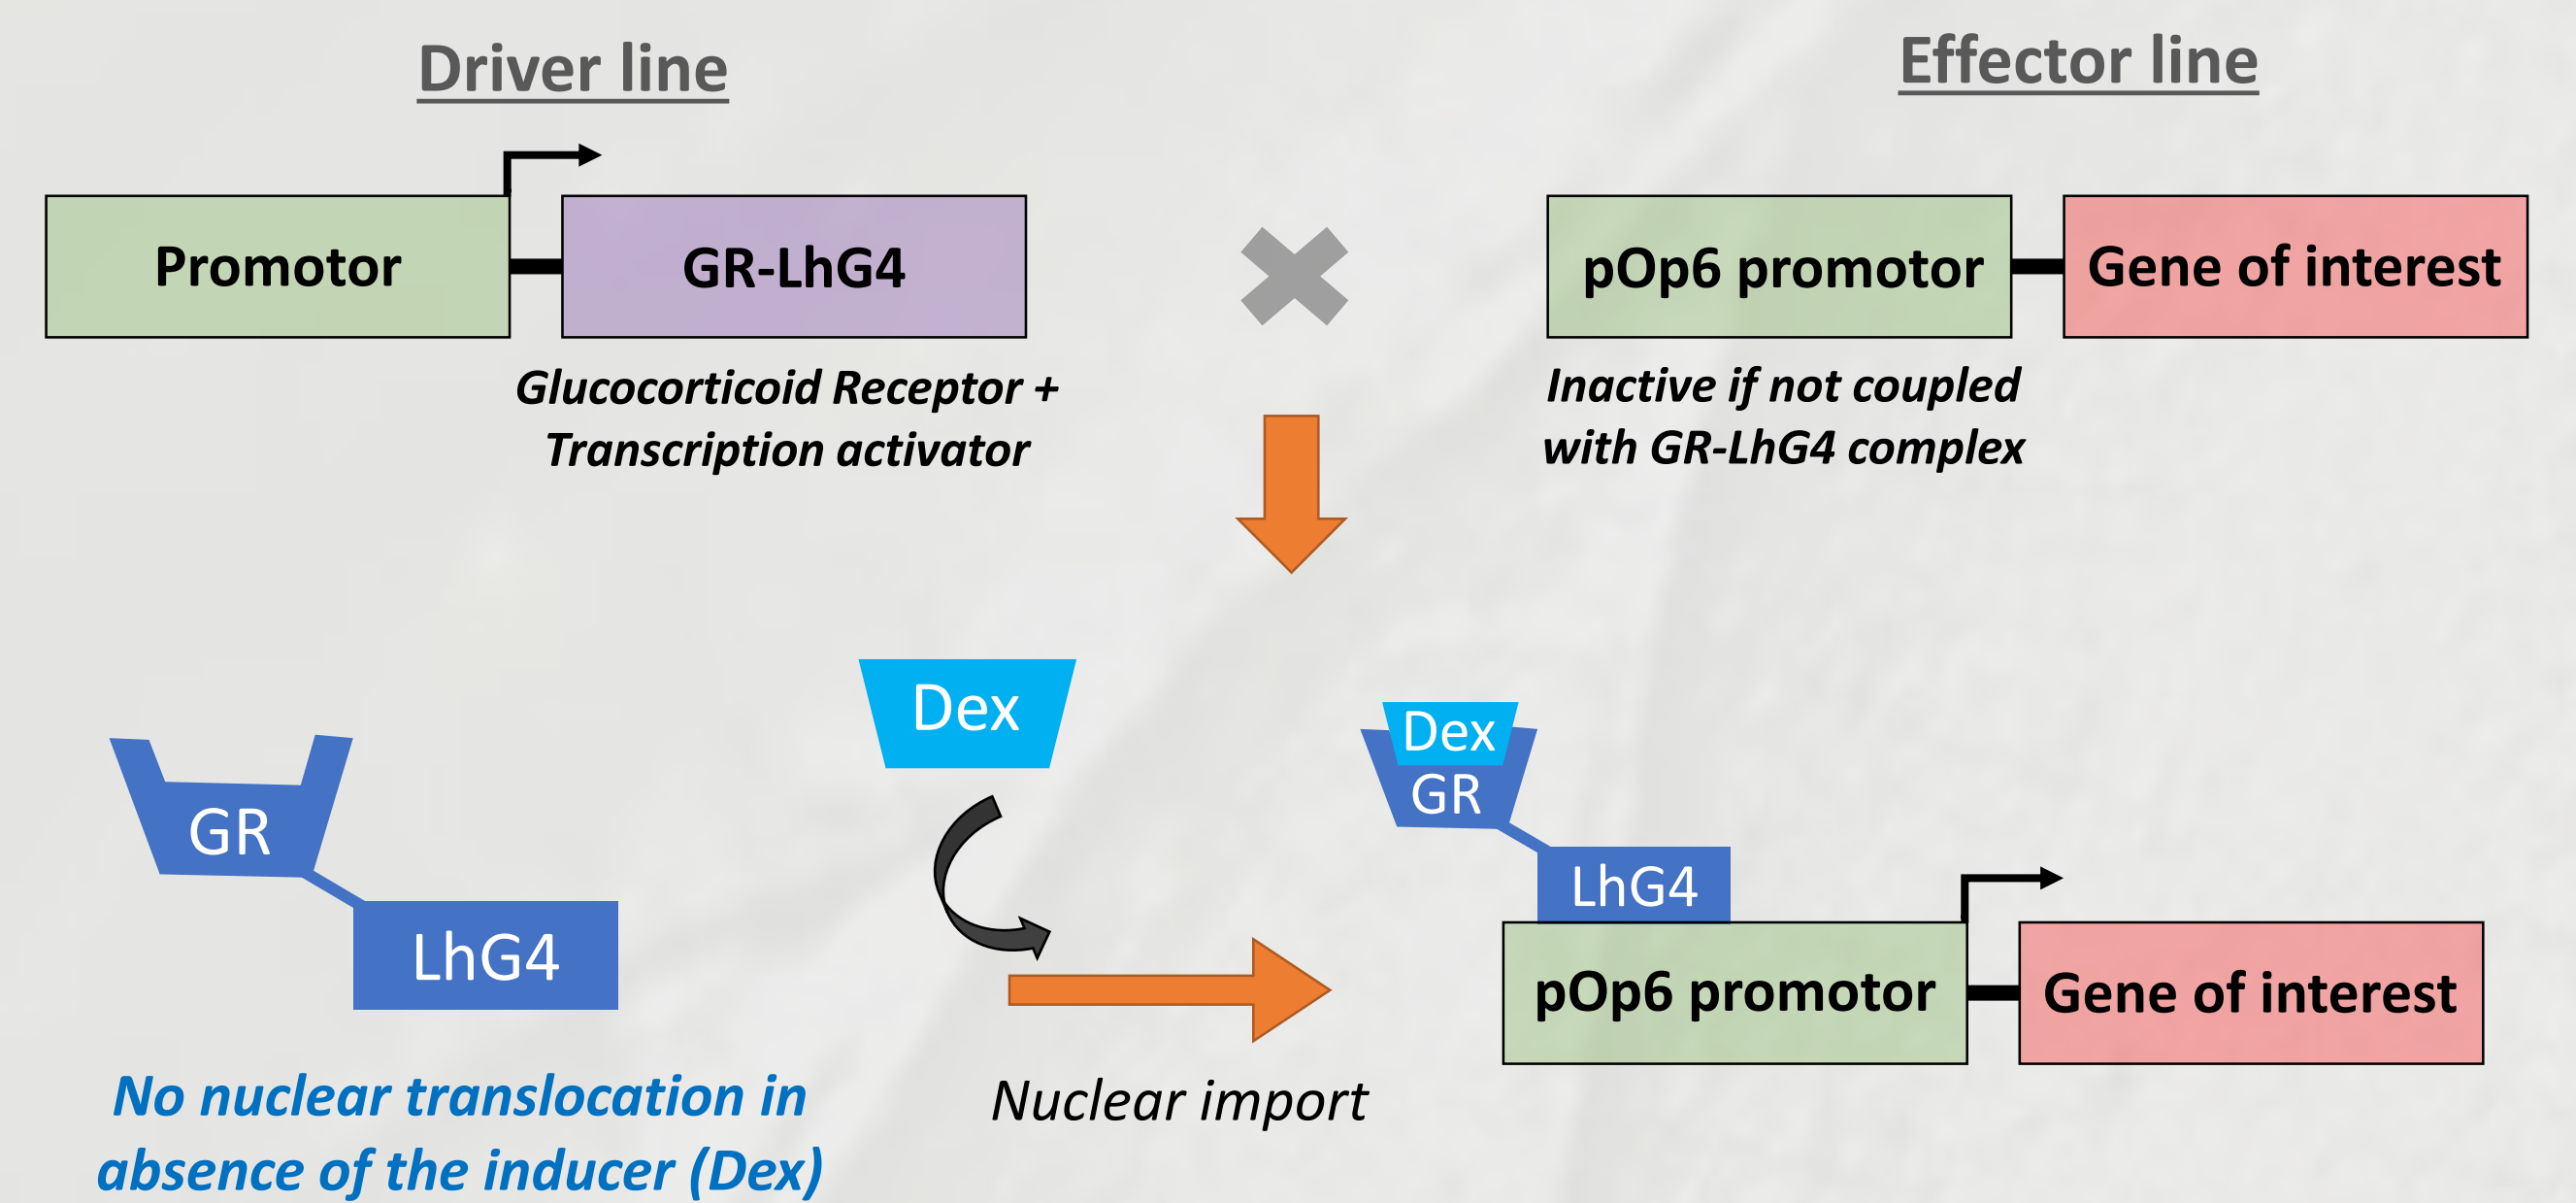 Driver line
Effector line
Promotor
GR-LhG4
pOp6 promotor
Gene of interest
Glucocorticoid Receptor +
Transcription activator
Inactive if not coupled
with GR-LhG4 complex
Dex
GR
LhG4
Dex
GR
LhG4
pOp6 promotor
Gene of interest
No nuclear translocation in
absence of the inducer (Dex)
Nuclear import